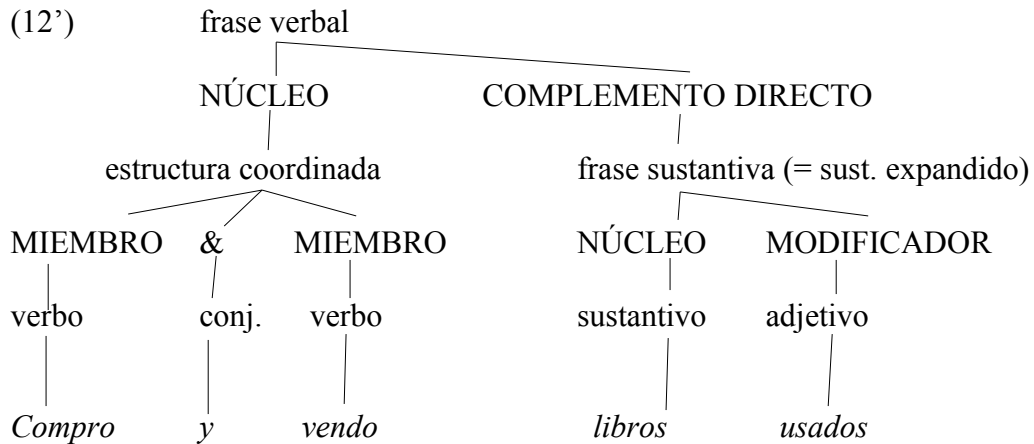 (12’) frase verbal
NÚCLEO COMPLEMENTO DIRECTO
estructura coordinada frase sustantiva (= sust. expandido)
MIEMBRO & MIEMBRO NÚCLEO MODIFICADOR
verbo conj. verbo sustantivo adjetivo
Compro y vendo libros usados